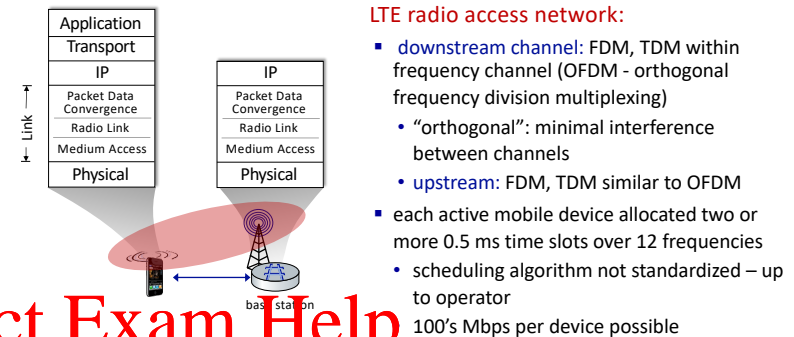 Application
Transport
IP
Packet Data
Convergence
Radio Link
Medium Access
Physical
Link
IP
Packet Data
Convergence
Radio Link
Medium Access
Physical
base station
ct Exam Help
LTE radio access network:
▪ downstream channel: FDM, TDM within
frequency channel (OFDM - orthogonal
frequency division multiplexing)
• “orthogonal”: minimal interference
between channels
• upstream: FDM, TDM similar to OFDM
▪ each active mobile device allocated two or
more 0.5 ms time slots over 12 frequencies
• scheduling algorithm not standardized – up
to operator
100’s Mbps per device possible